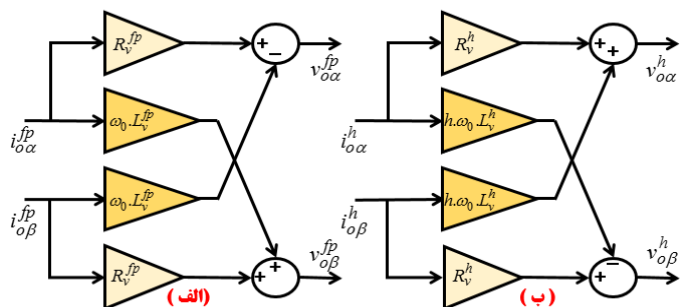 R_v^{fp}
+
−
v_{oα}^{fp}
i_{oα}^{fp}
ω_0.L_v^{fp}
ω_0.L_v^{fp}
i_{oβ}^{fp}
R_v^{fp}
+
+
v_{oβ}^{fp}
(الف)
R_v^{h}
+
+
v_{oα}^{h}
i_{oα}^{h}
h.ω_0.L_v^{h}
h.ω_0.L_v^{h}
i_{oβ}^{h}
R_v^{h}
−
+
v_{oβ}^{h}
(ب)